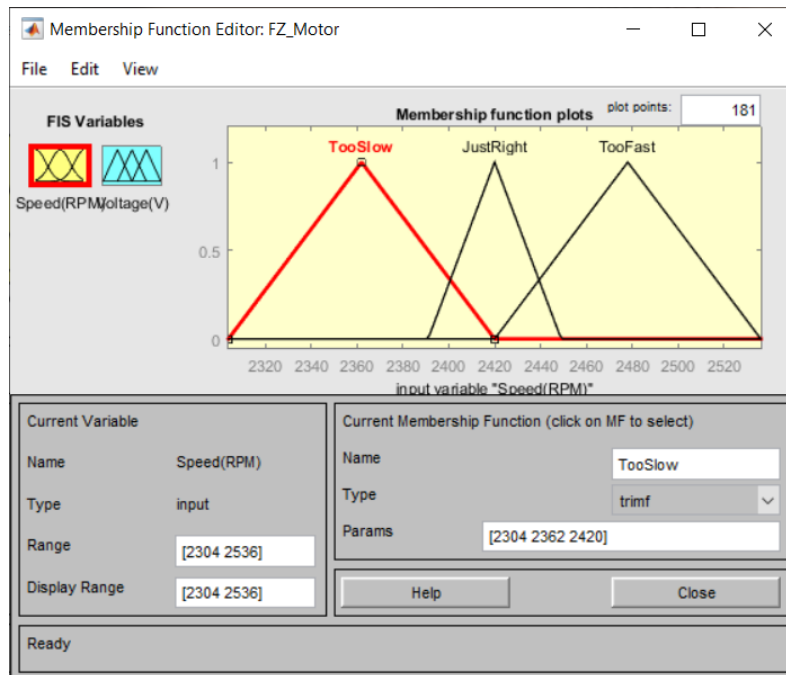 Membership Function Editor: FZ_Motor
File Edit View
FIS Variables
Speed(RPM)
Voltage(V)
Membership function plots
plot points:
181
TooSlow JustRight TooFast
1
0.5
0
2320 2340 2360 2380 2400 2420 2440 2460 2480 2500 2520
input variable "Speed(RPM)"
Current Variable
Name Speed(RPM)
Type input
Range [2304 2536]
Display Range [2304 2536]
Current Membership Function (click on MF to select)
Name TooSlow
Type trimf
Params [2304 2362 2420]
Help Close
Ready